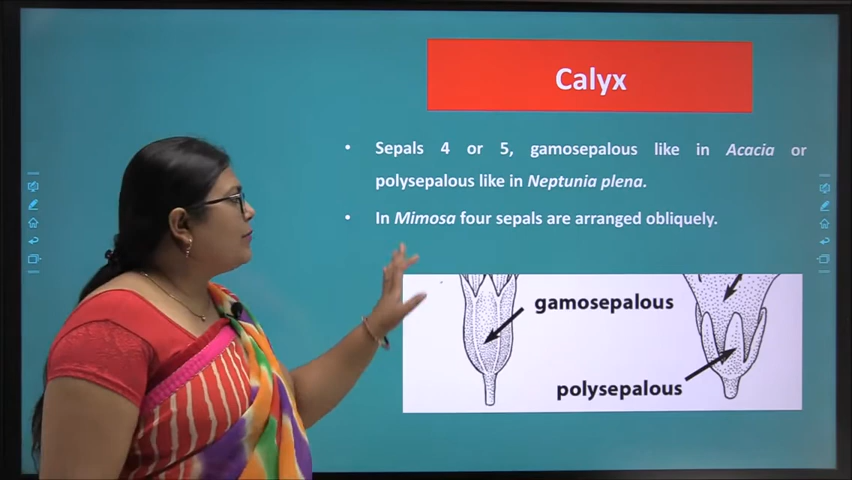 Calyx
• Sepals 4 or 5, gamosepalous like in Acacia or
polysepalous like in Neptunia plena.
• In Mimosa four sepals are arranged obliquely.
gamosepalous
polysepalous